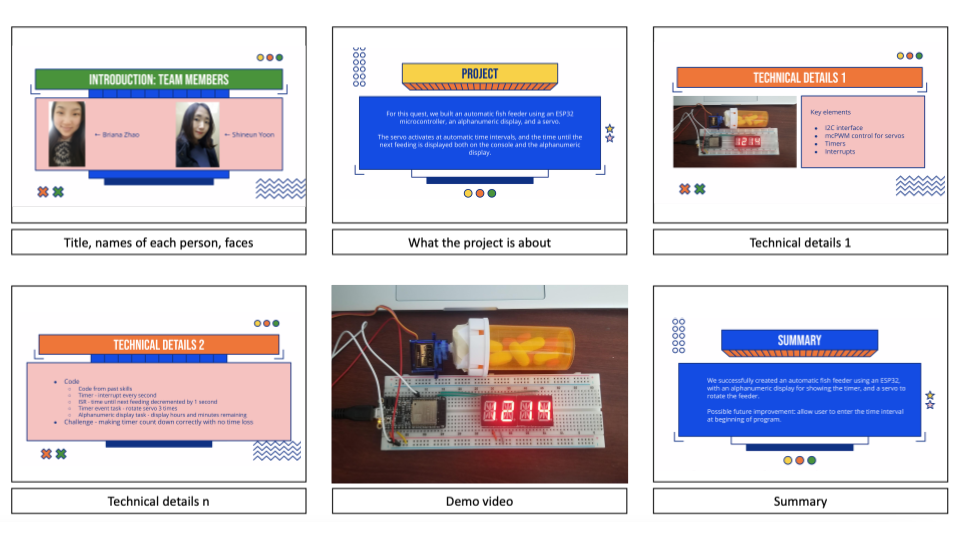 INTRODUCTION: TEAM MEMBERS
← Briana Zhao
← Shineun Yoon
Title, names of each person, faces
PROJECT
For this quest, we built an automatic fish feeder using an ESP32
microcontroller, an alphanumeric display, and a servo.
The servo activates at automatic time intervals, and the time until the
next feeding is displayed both on the console and the alphanumeric
display.
What the project is about
TECHNICAL DETAILS 1
Key elements
● I2C interface
● mcPWM control for servos
● Timers
● Interrupts
Technical details 1
TECHNICAL DETAILS 2
● Code
○ Code from past skills
○ Timer - interrupt every second
○ ISR - time until next feeding decremented by 1 second
○ Timer event task - rotate servo 3 times
○ Alphanumeric display task - display hours and minutes remaining
● Challenge - making timer count down correctly with no time loss
Technical details n
Demo video
SUMMARY
We successfully created an automatic fish feeder using an ESP32,
with an alphanumeric display for showing the timer, and a servo to
rotate the feeder.
Possible future improvement: allow user to enter the time interval
at beginning of program.
Summary